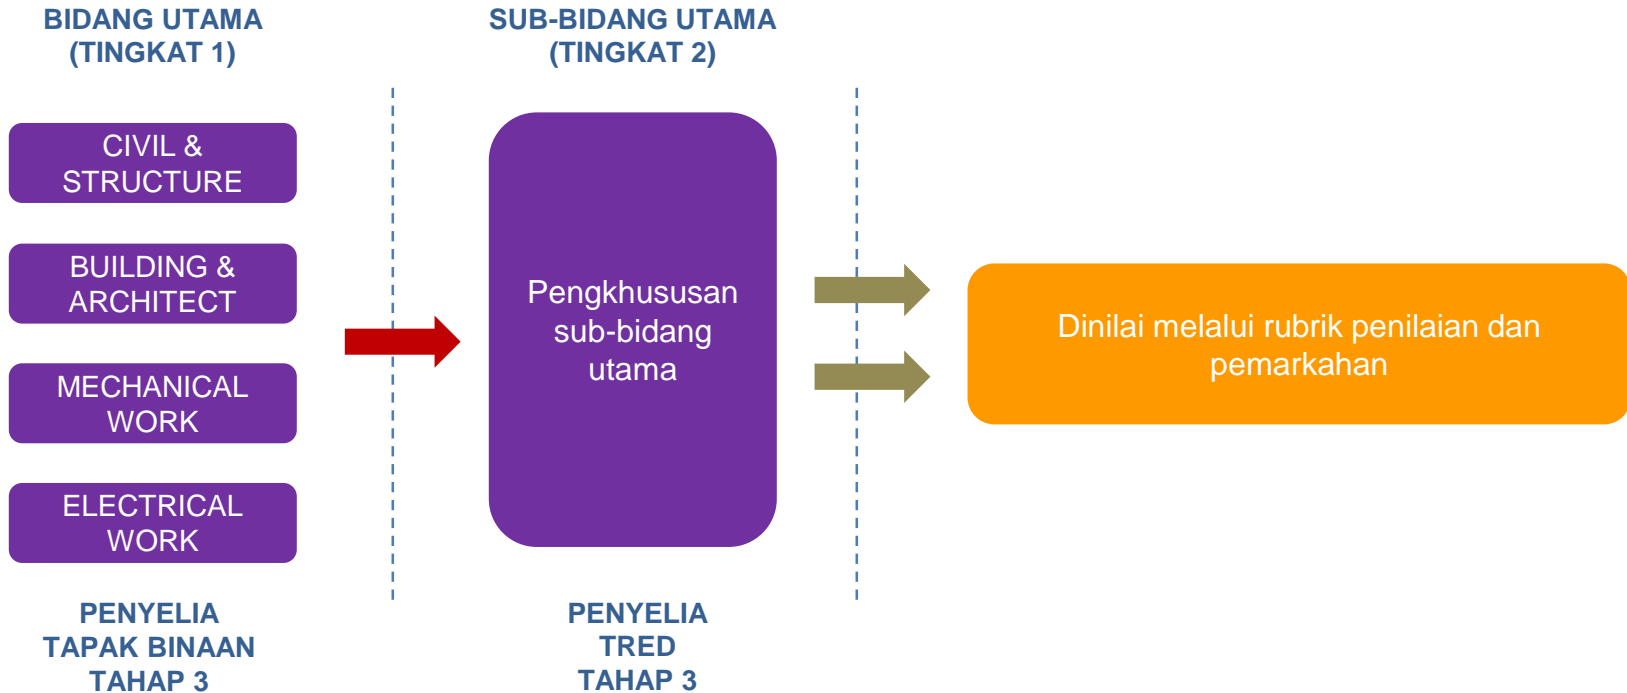 BIDANG UTAMA
(TINGKAT 1)
SUB-BIDANG UTAMA
(TINGKAT 2)
CIVIL &
STRUCTURE
BUILDING &
ARCHITECT
MECHANICAL
WORK
ELECTRICAL
WORK
Pengkhususan
sub-bidang
utama
Dinilai melalui rubrik penilaian dan
pemarkahan
PENYELIA
TAPAK BINAAN
TAHAP 3
PENYELIA
TRED
TAHAP 3